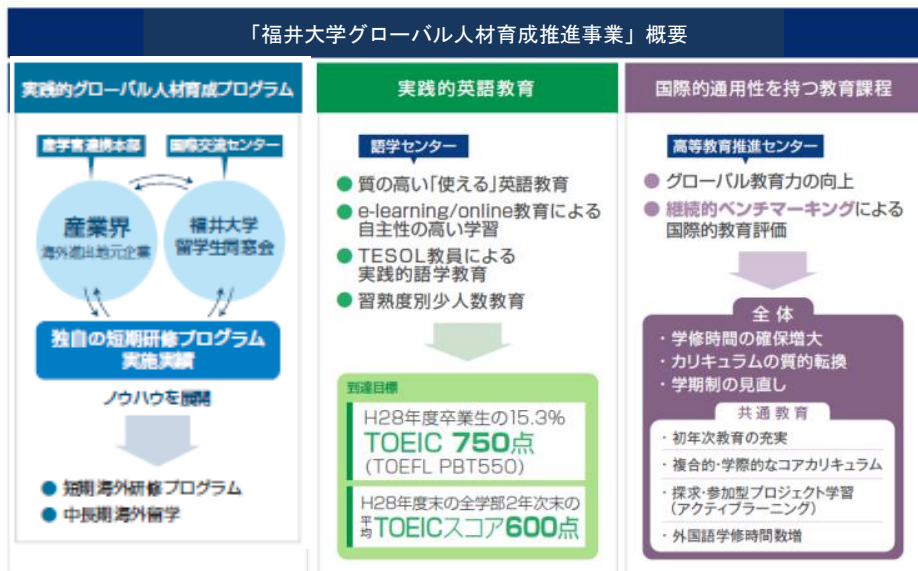 「福井大学グローバル人材育成推進事業」概要
実践的グローバル人材育成プログラム
産学官連携本部
国際交流センター
産業界
海外進出地元企業
福井大学
留学生同窓会
独自の短期研修プログラム
実施実績
ノウハウを展開
● 短期海外研修プログラム
● 中長期海外留学
実践的英語教育
語学センター
● 質の高い「使える」英語教育
● e-learning/online教育による
自主性の高い学習
● TESOL教員による
実践的語学教育
● 習熟度別少人数教育
到達目標
H28年度卒業生の15.3%
TOEIC 750点
(TOEFL PBT550)
H28年度末の全学部2年次末の
平均TOEICスコア600点
国際的通用性を持つ教育課程
高等教育推進センター
● グローバル教育力の向上
● 継続的ベンチマーキングによる
国際的教育評価
全体
・学修時間の確保増大
・カリキュラムの質的転換
・学期制の見直し
共通教育
・初年次教育の充実
・複合的・学際的なコアカリキュラム
・探求・参加型プロジェクト学習
(アクティブラーニング)
・外国語学修時間数増